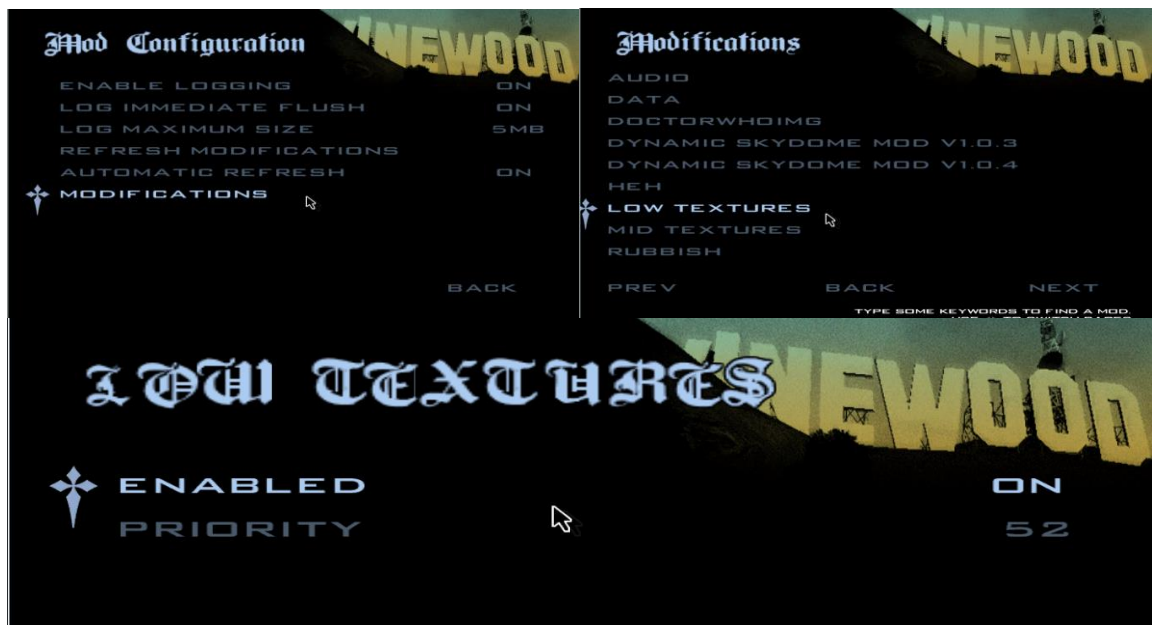 Mod Configuration
INEWOOD
ENABLE LOGGING ON
LOG IMMEDIATE FLUSH ON
LOG MAXIMUM SIZE 5MB
REFRESH MODIFICATIONS
AUTOMATIC REFRESH ON
MODIFICATIONS
BACK
Modifications
INEWOOD
AUDIO
DATA
DOCTORWHOIMG
DYNAMIC SKYDOME MOD V1.0.3
DYNAMIC SKYDOME MOD V1.0.4
HEH
LOW TEXTURES
MID TEXTURES
RUBBISH
PREV BACK NEXT
TYPE SOME KEYWORDS TO FIND A MOD.
LOW TEXTURES
INEWOOD
ENABLED ON
PRIORITY 52